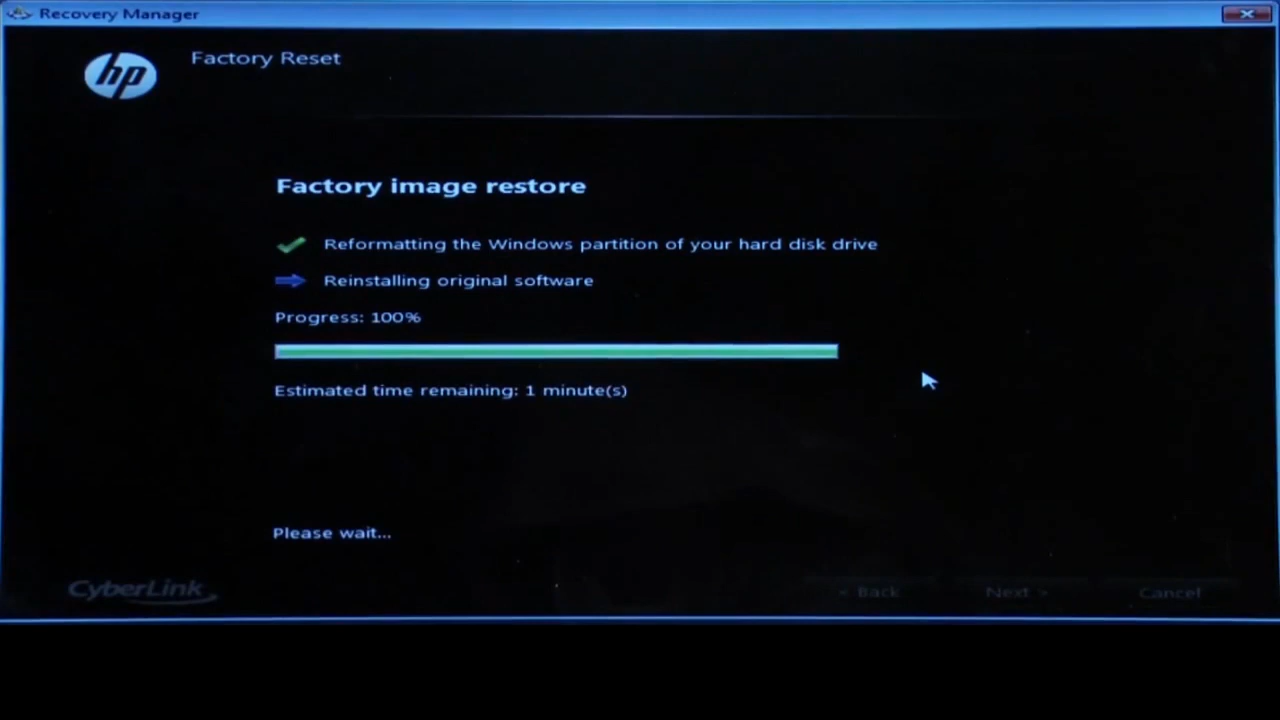 Recovery Manager
hp
Factory Reset
Factory image restore
Reformatting the Windows partition of your hard disk drive
Reinstalling original software
Progress: 100%
Estimated time remaining: 1 minute(s)
Please wait...
CyberLink
< Back Next > Cancel